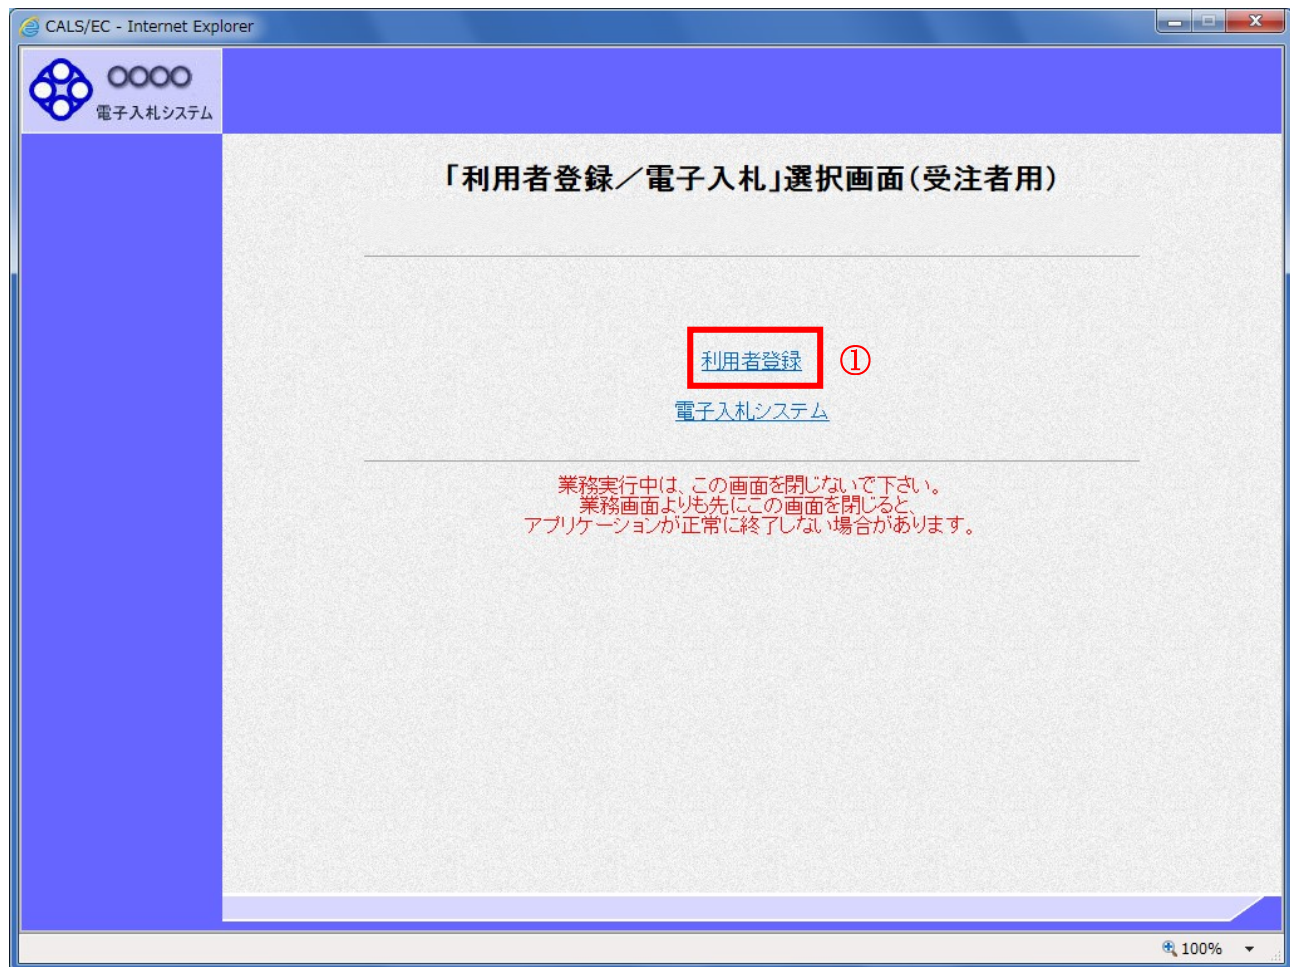 CALS/EC - Internet Explorer
○○○○
電子入札システム
「利用者登録／電子入札」選択画面(受注者用)
利用者登録 ①
電子入札システム
業務実行中は、この画面を閉じないで下さい。
業務画面よりも先にこの画面を閉じると、
アプリケーションが正常に終了しない場合があります。
100%